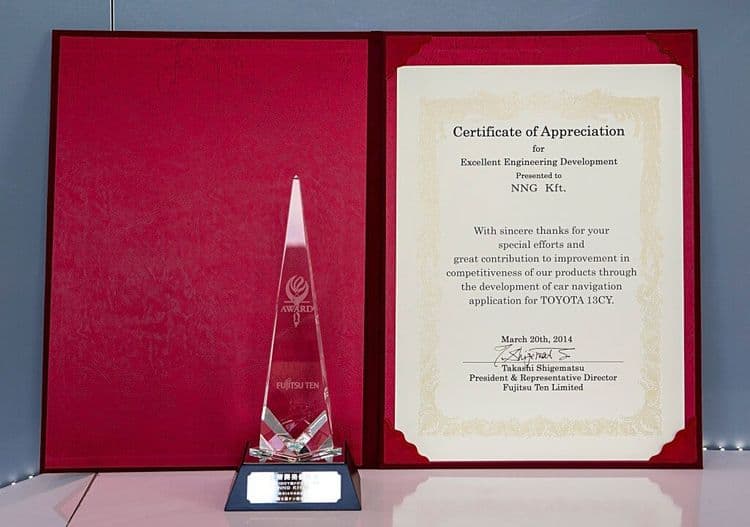 Certificate of Appreciation
for
Excellent Engineering Development
Presented to
NNG Kft.
With sincere thanks for your
special efforts and
great contribution to improvement in
competitiveness of our products through
the development of car navigation
application for TOYOTA 13CY.
March 20th, 2014
Takashi Shigematsu
President & Representative Director
Fujitsu Ten Limited
AWARD
FUJITSU TEN
NNG Kft